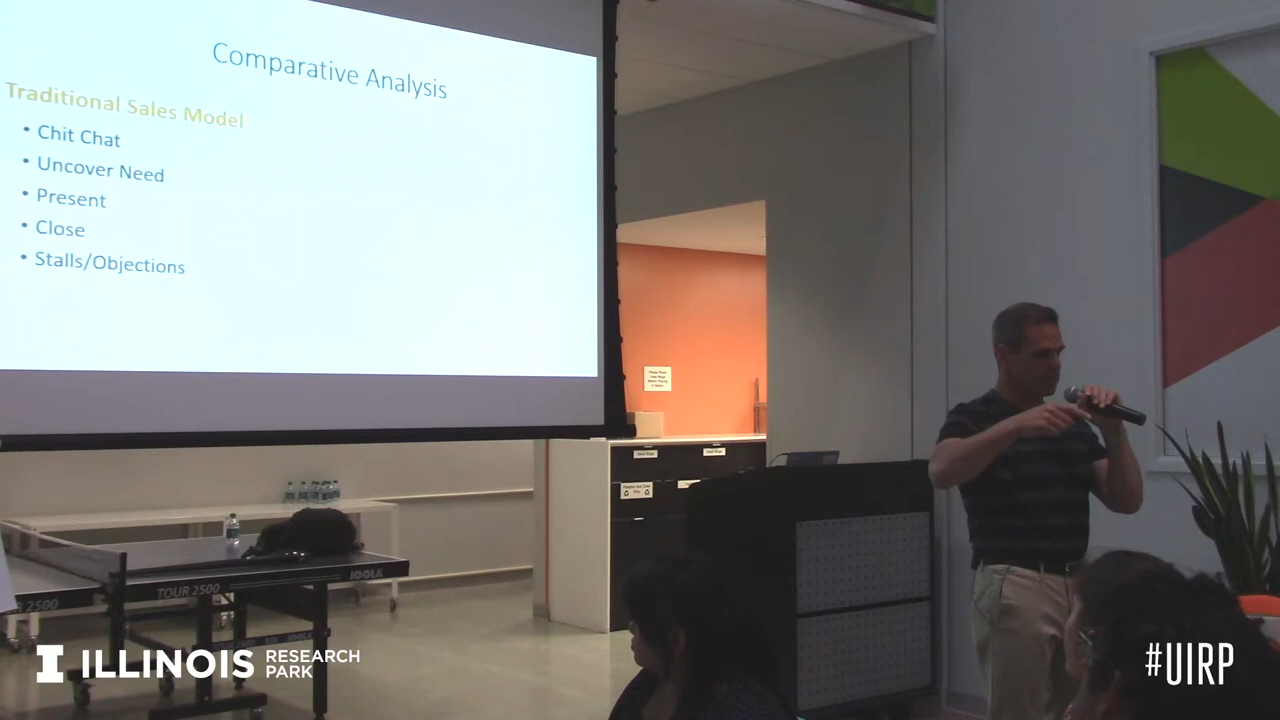 Comparative Analysis
Traditional Sales Model
• Chit Chat
• Uncover Need
• Present
• Close
• Stalls/Objections
TOUR 2500
JOOLA
2500
ILLINOIS RESEARCH PARK
#UIRP